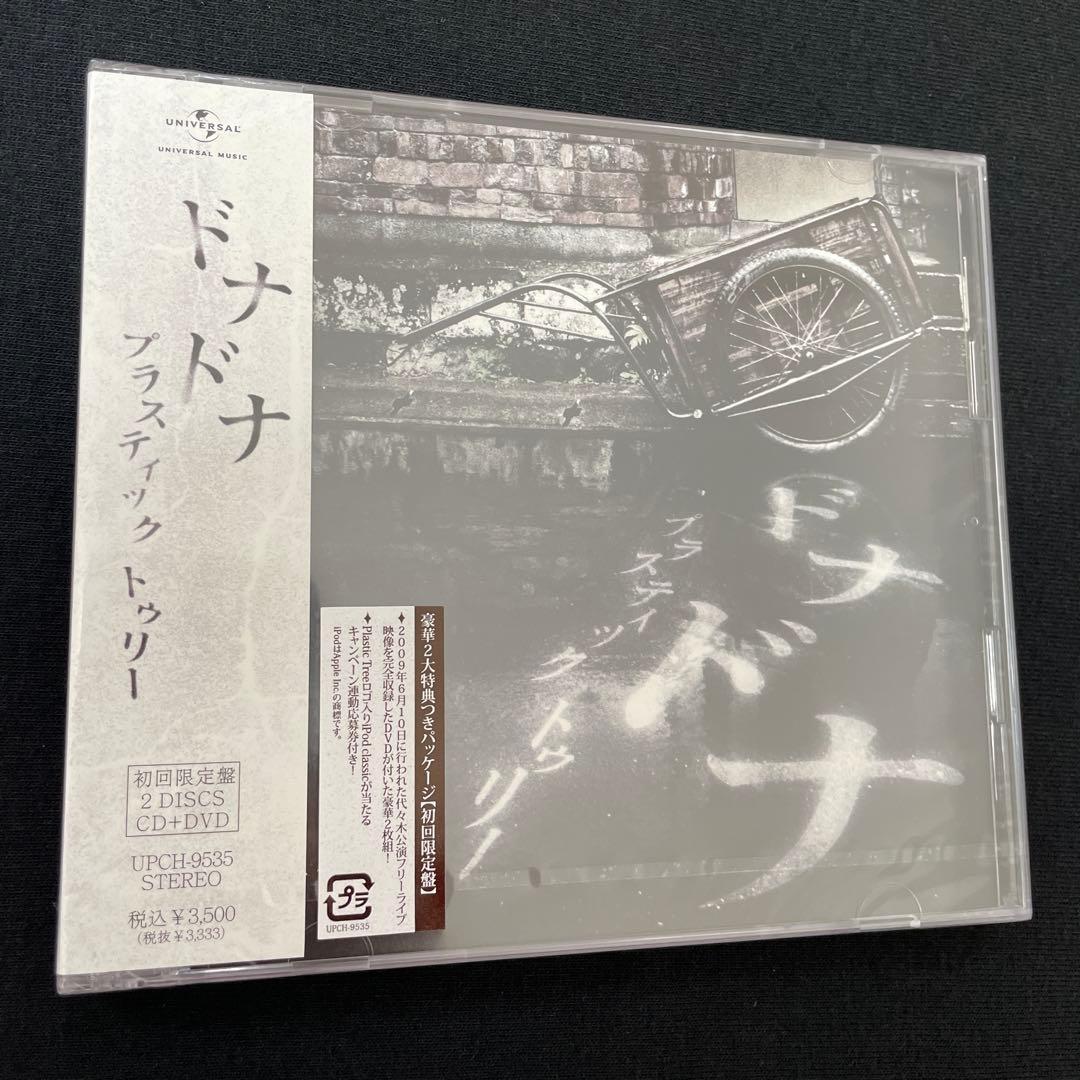 UNIVERSAL
UNIVERSAL MUSIC
ドナドナ
プラスティック トゥリー
初回限定盤
2 DISCS
CD+DVD
UPCH-9535
STEREO
税込￥3,500
(税抜￥3,333)
豪華2大特典つきパッケージ【初回限定盤】
✦2009年6月10日に行われた代々木公演フリーライブ
映像を完全収録したDVDが付いた豪華2枚組!
✦Plastic Treeロゴ入りiPod classicが当たる
キャンペーン連動応募券付き!
iPodはApple Inc.の商標です。
プラ
UPCH-9535
ドナ
ドナ
プラスティック トゥリー